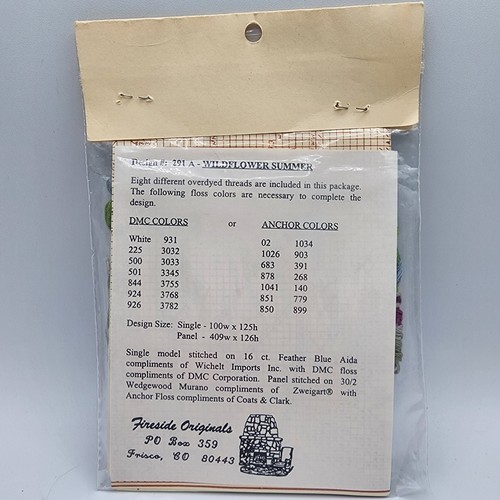 Design #: 291 A - WILDFLOWER SUMMER
Eight different overdyed threads are included in this package.
The following floss colors are necessary to complete the
design.
DMC COLORS or ANCHOR COLORS
White 931 02 1034
225 3032 1026 903
500 3033 683 391
501 3345 878 268
844 3755 1041 140
924 3768 851 779
926 3782 850 899
Design Size: Single - 100w x 125h
Panel - 409w x 126h
Single model stitched on 16 ct. Feather Blue Aida
compliments of Wichelt Imports Inc. with DMC floss
compliments of DMC Corporation. Panel stitched on 30/2
Wedgewood Murano compliments of Zweigart® with
Anchor Floss compliments of Coats & Clark.
Fireside Originals
PO Box 359
Frisco, CO 80443